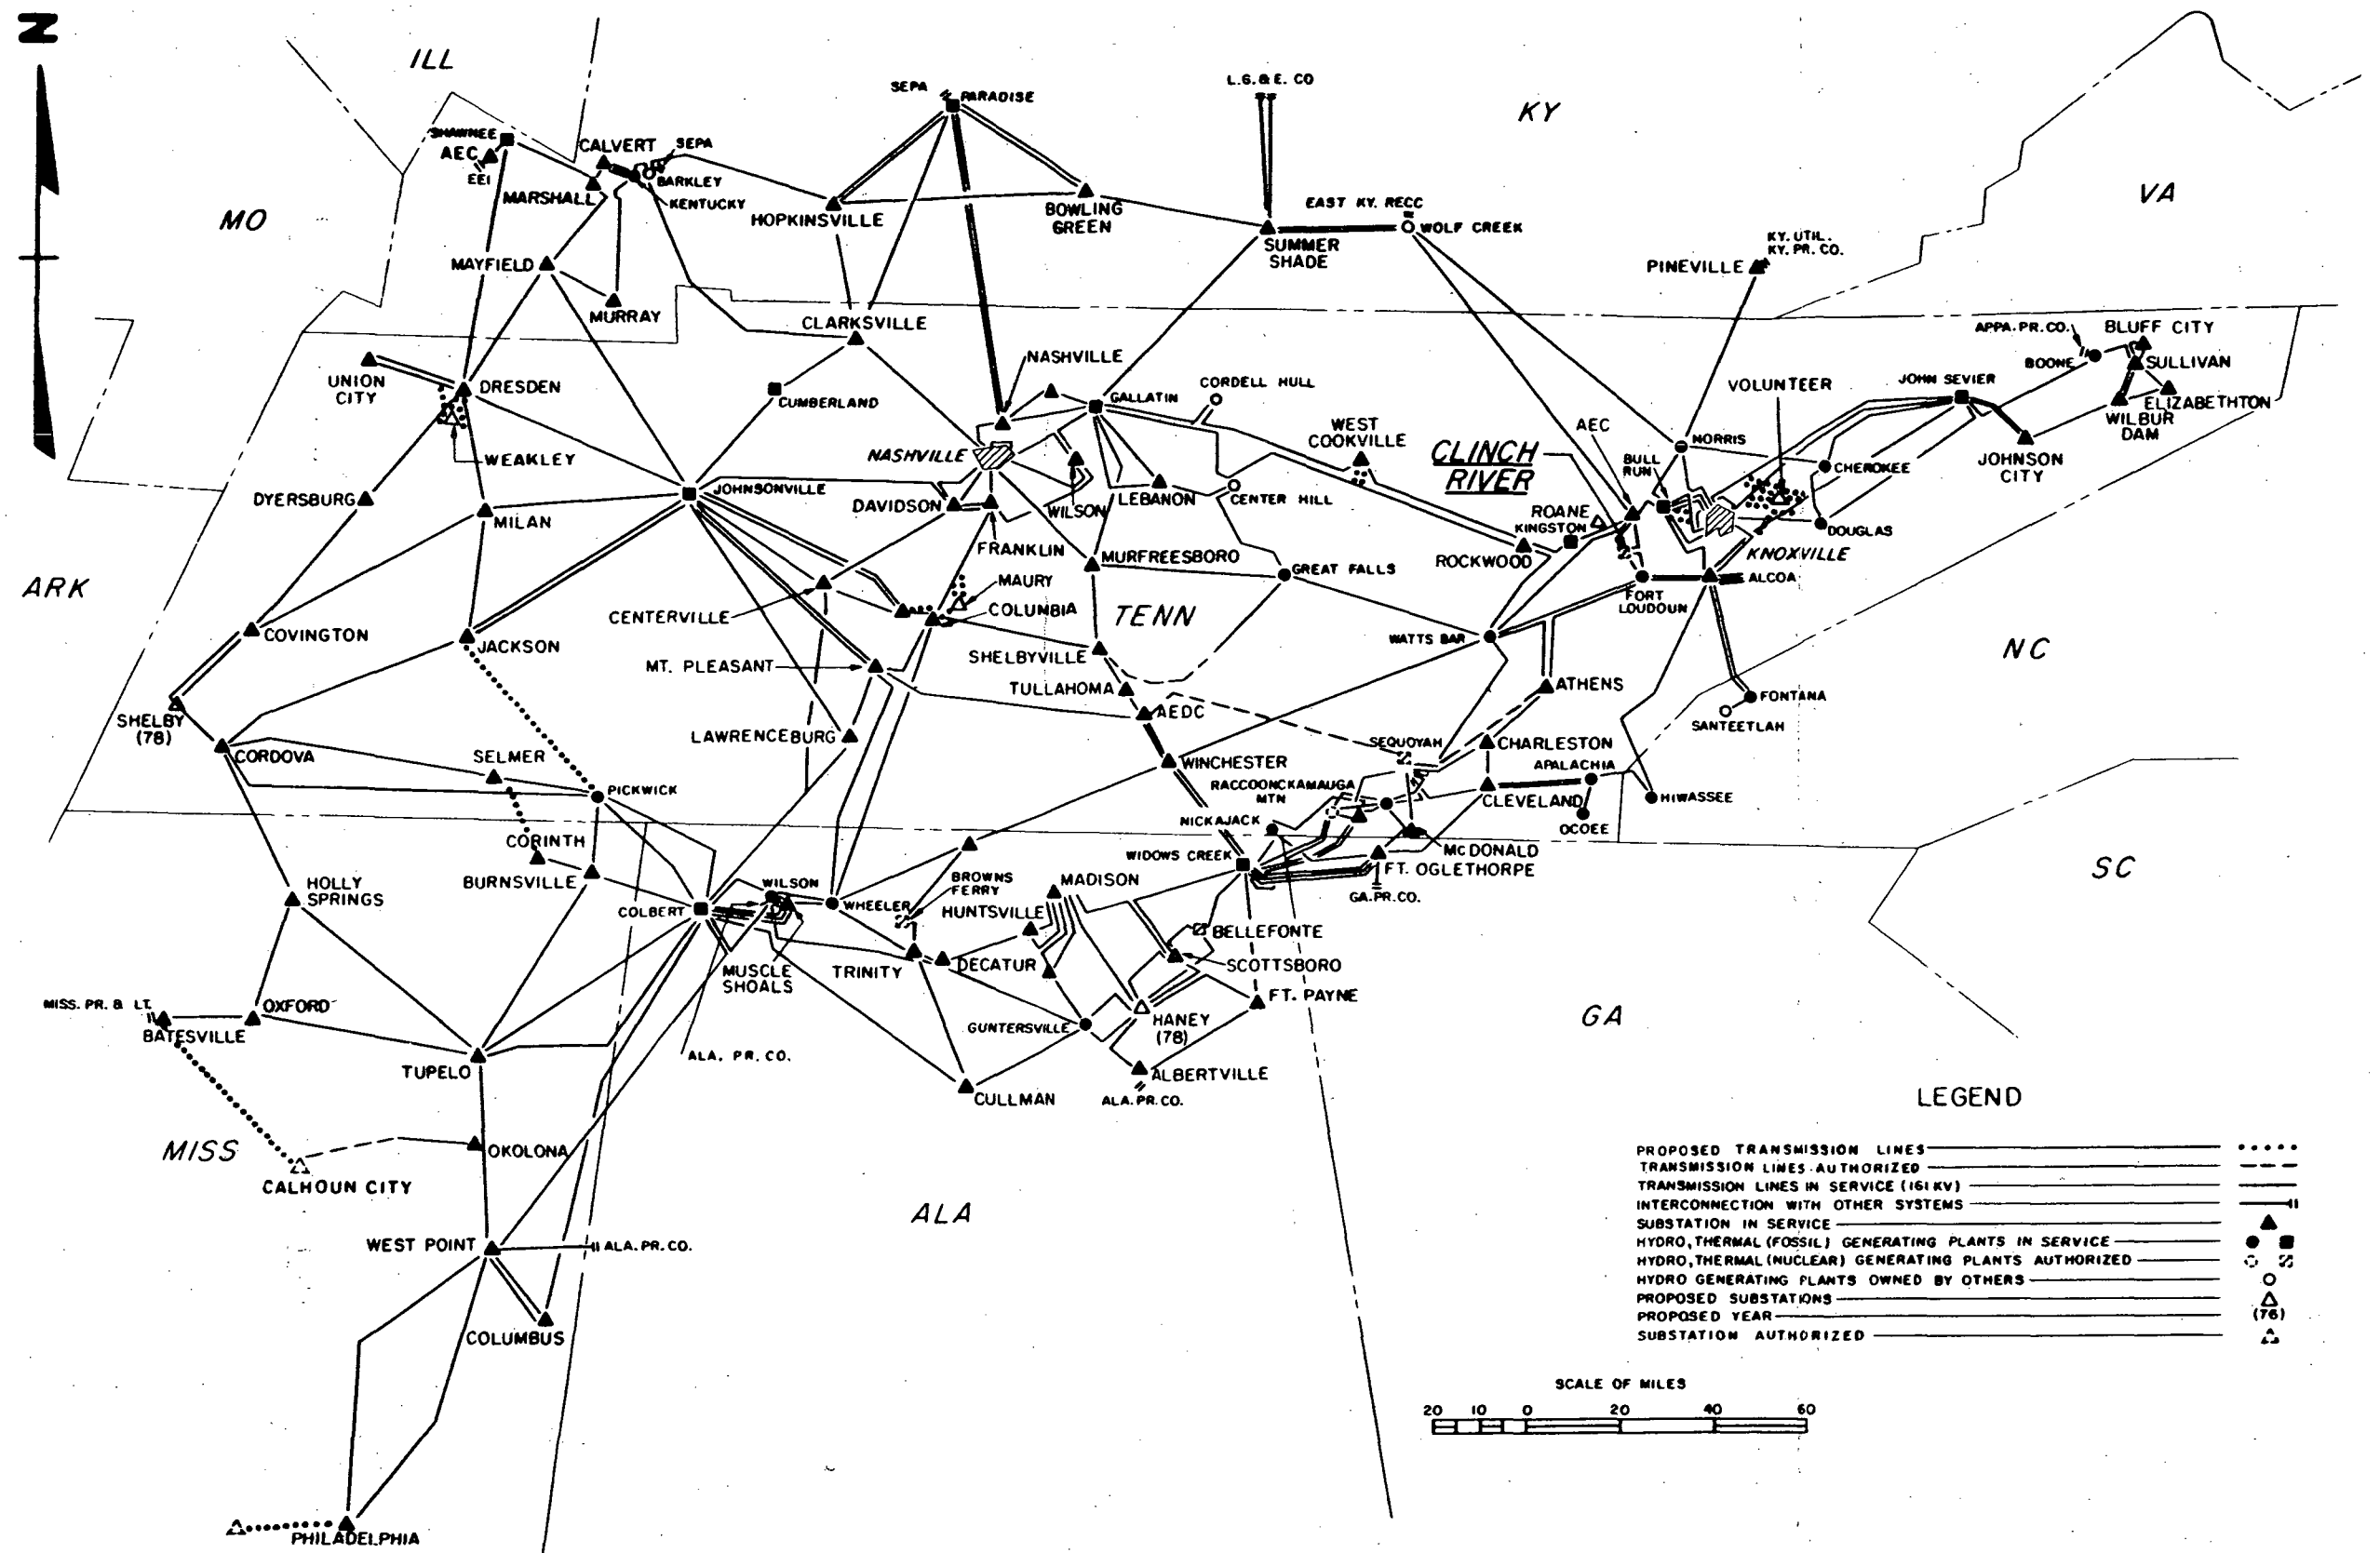 N
ILL
SEPA
PARADISE
L.G.& E. CO
KY
SHAWNEE
AEC
EEI
CALVERT
SEPA
BARKLEY
MARSHALL
KENTUCKY
HOPKINSVILLE
BOWLING
GREEN
EAST KY. RECC
WOLF CREEK
SUMMER
SHADE
VA
MO
KY. UTIL.
KY. PR. CO.
PINEVILLE
MAYFIELD
MURRAY
CLARKSVILLE
NASHVILLE
APPA. PR. CO.
BLUFF CITY
BOONE
SULLIVAN
UNION
CITY
DRESDEN
CUMBERLAND
GALLATIN
CORDELL HULL
VOLUNTEER
JOHN SEVIER
ELIZABETHTON
WILBUR
DAM
WEST
COOKVILLE
CLINCH
RIVER
AEC
BULL
RUN
NORRIS
CHEROKEE
JOHNSON
CITY
WEAKLEY
NASHVILLE
DYERSBURG
MILAN
JOHNSONVILLE
DAVIDSON
WILSON
LEBANON
CENTER HILL
ROANE
KINGSTON
DOUGLAS
FRANKLIN
MURFREESBORO
ROCKWOOD
KNOXVILLE
ARK
MAURY
GREAT FALLS
ALCOA
CENTERVILLE
COLUMBIA
TENN
FORT
LOUDOUN
COVINGTON
JACKSON
WATTS BAR
NC
MT. PLEASANT
SHELBYVILLE
TULLAHOMA
ATHENS
FONTANA
SANTEETLAH
SHELBY
(78)
AEDC
LAWRENCEBURG
CORDOVA
SELMER
SEQUOYAH
CHARLESTON
WINCHESTER
APALACHIA
PICKWICK
RACCOONCKAMAUGA
MTN
CLEVELAND
HIWASSEE
NICKAJACK
OCOEE
CORINTH
WIDOWS CREEK
McDONALD
FT. OGLETHORPE
SC
BURNSVILLE
HOLLY
SPRINGS
WILSON
BROWNS
FERRY
MADISON
GA. PR. CO.
COLBERT
WHEELER
HUNTSVILLE
BELLEFONTE
MUSCLE
SHOALS
TRINITY
DECATUR
SCOTTSBORO
MISS. PR. & LT.
OXFORD
BATESVILLE
FT. PAYNE
GUNTERSVILLE
HANEY
(78)
GA
TUPELO
ALA. PR. CO.
ALBERTVILLE
CULLMAN
ALA. PR. CO.
MISS
OKOLONA
CALHOUN CITY
ALA
WEST POINT
ALA. PR. CO.
COLUMBUS
PHILADELPHIA
LEGEND
PROPOSED TRANSMISSION LINES
TRANSMISSION LINES AUTHORIZED
TRANSMISSION LINES IN SERVICE (161 KV)
INTERCONNECTION WITH OTHER SYSTEMS
SUBSTATION IN SERVICE
HYDRO, THERMAL (FOSSIL) GENERATING PLANTS IN SERVICE
HYDRO, THERMAL (NUCLEAR) GENERATING PLANTS AUTHORIZED
HYDRO GENERATING PLANTS OWNED BY OTHERS
PROPOSED SUBSTATIONS
PROPOSED YEAR (76)
SUBSTATION AUTHORIZED
SCALE OF MILES
20 10 0 20 40 60